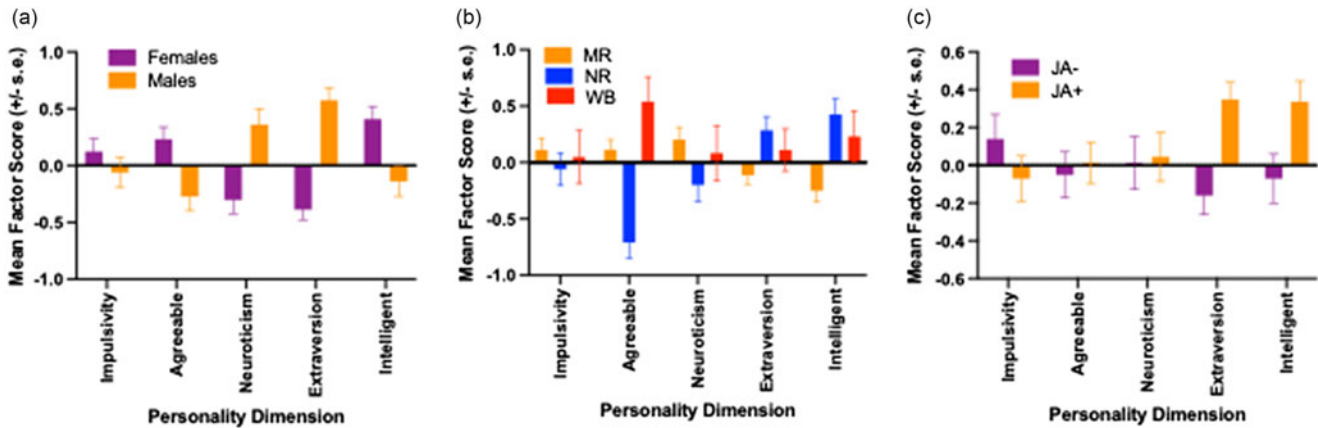 (a)
Mean Factor Score (+/- s.e.)
1.0
0.5
0.0
-0.5
-1.0
Females
Males
Impulsivity
Agreeable
Neuroticism
Extraversion
Intelligent
Personality Dimension
(b)
Mean Factor Score (+/- s.e.)
1.0
0.5
0.0
-0.5
-1.0
MR
NR
WB
Impulsivity
Agreeable
Neuroticism
Extraversion
Intelligent
Personality Dimension
(c)
Mean Factor Score (+/- s.e.)
0.6
0.4
0.2
0.0
-0.2
-0.4
-0.6
JA-
JA+
Impulsivity
Agreeable
Neuroticism
Extraversion
Intelligent
Personality Dimension